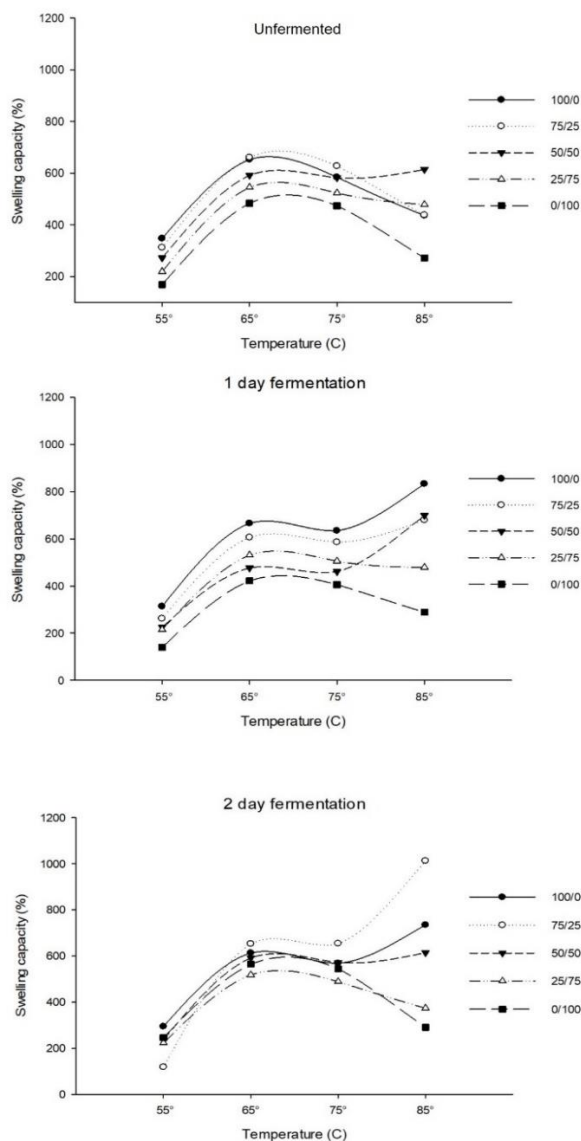 Unfermented
1200
1000
800
600
400
200
Swelling capacity (%)
100/0
75/25
50/50
25/75
0/100
55° 65° 75° 85°
Temperature (C)
1 day fermentation
1200
1000
800
600
400
200
0
Swelling capacity (%)
100/0
75/25
50/50
25/75
0/100
55° 65° 75° 85°
Temperature (C)
2 day fermentation
1200
1000
800
600
400
200
0
Swelling capacity (%)
100/0
75/25
50/50
25/75
0/100
55° 65° 75° 85°
Temperature (C)